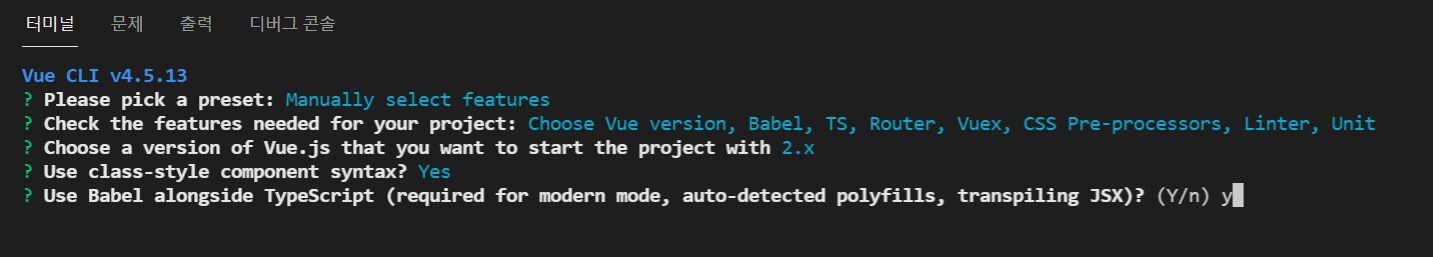 터미널 문제 출력 디버그 콘솔
Vue CLI v4.5.13
? Please pick a preset: Manually select features
? Check the features needed for your project: Choose Vue version, Babel, TS, Router, Vuex, CSS Pre-processors, Linter, Unit
? Choose a version of Vue.js that you want to start the project with 2.x
? Use class-style component syntax? Yes
? Use Babel alongside TypeScript (required for modern mode, auto-detected polyfills, transpiling JSX)? (Y/n) y